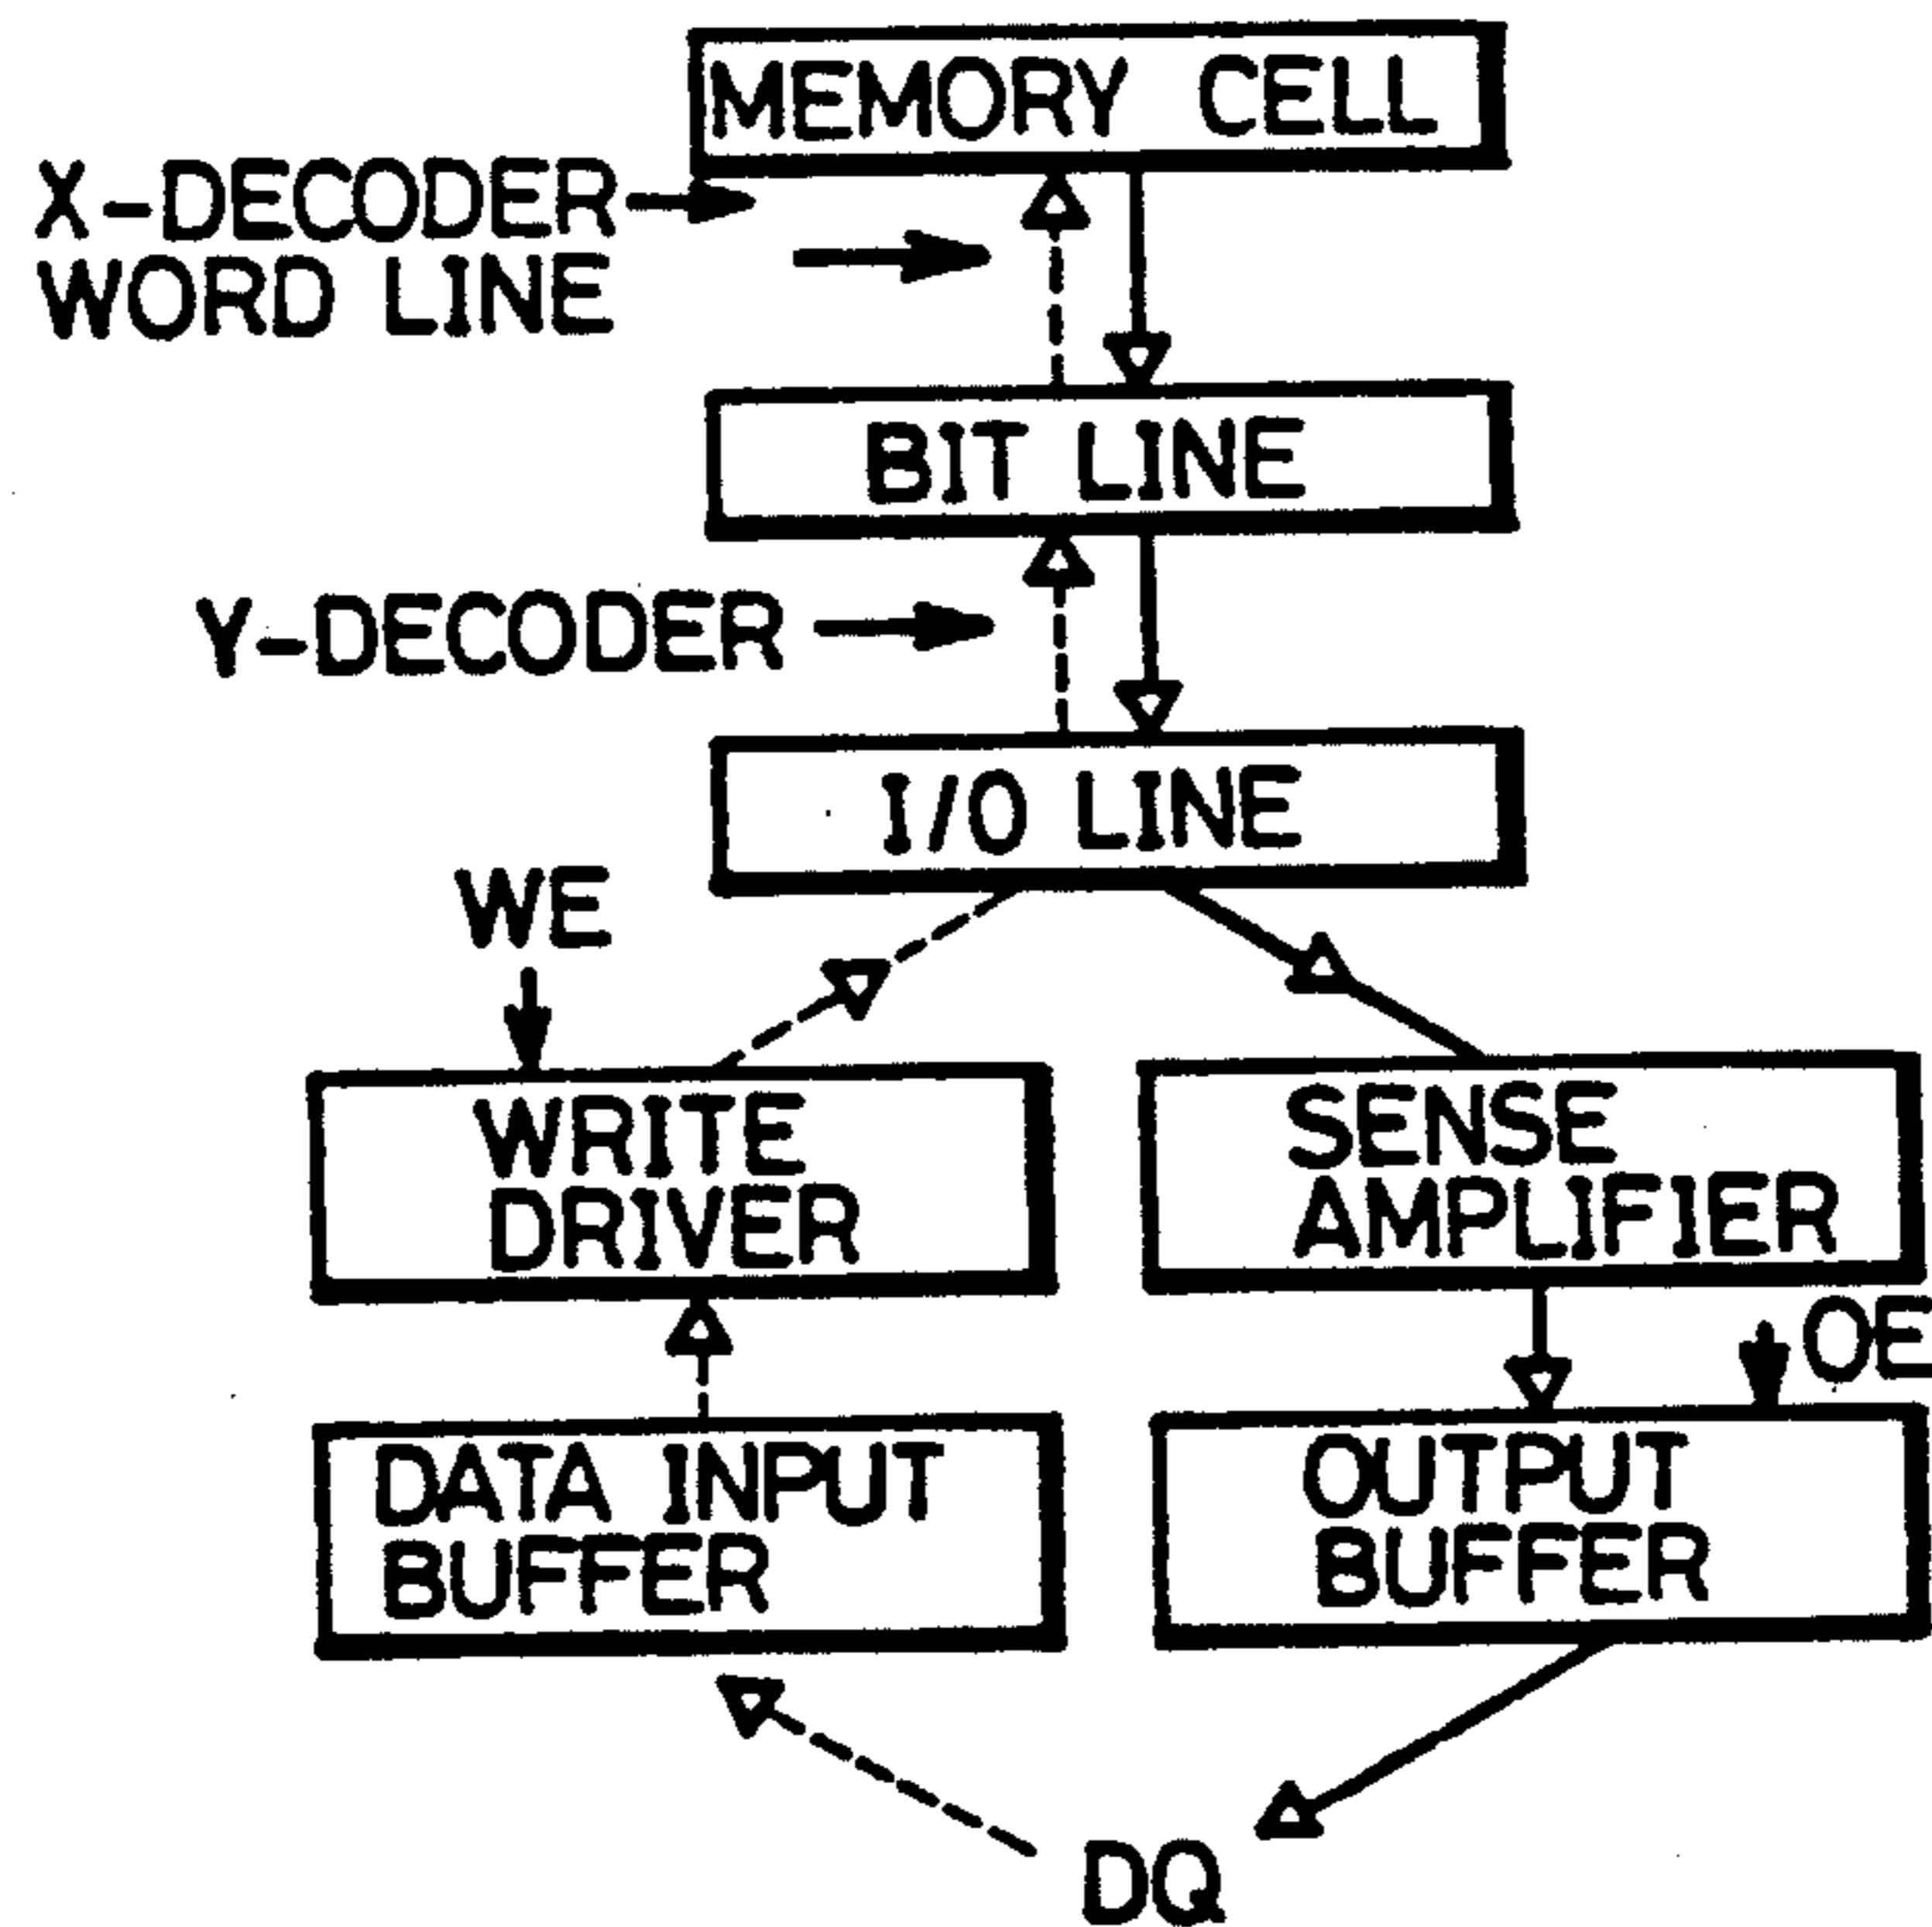 MEMORY CELL
X-DECODER
WORD LINE
BIT LINE
Y-DECODER
I/O LINE
WE
WRITE
DRIVER
SENSE
AMPLIFIER
OE
DATA INPUT
BUFFER
OUTPUT
BUFFER
DQ